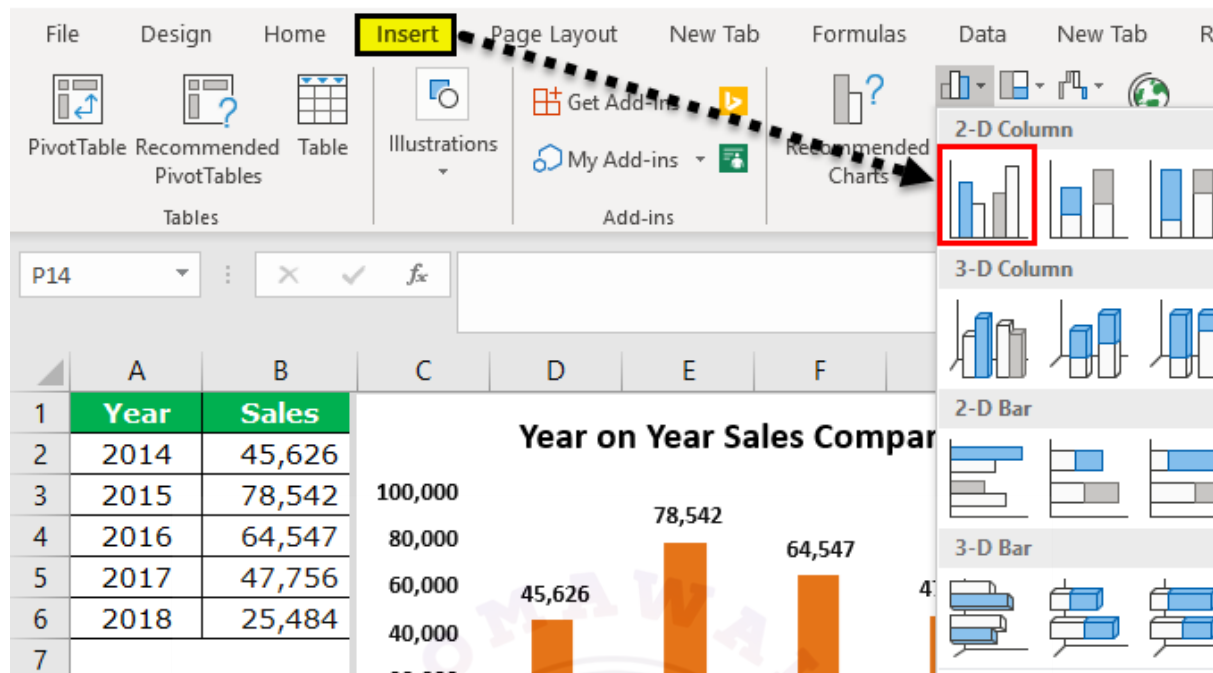 File Design Home Insert Page Layout New Tab Formulas Data New Tab R
PivotTable Recommended PivotTables Table
Illustrations
Get Add-ins
My Add-ins
Recommended Charts
Tables
Add-ins
2-D Column
3-D Column
2-D Bar
3-D Bar
P14 fx
A B C D E F
1 Year Sales
2 2014 45,626
3 2015 78,542
4 2016 64,547
5 2017 47,756
6 2018 25,484
7
Year on Year Sales Compar
100,000
80,000
60,000
40,000
45,626
78,542
64,547
4